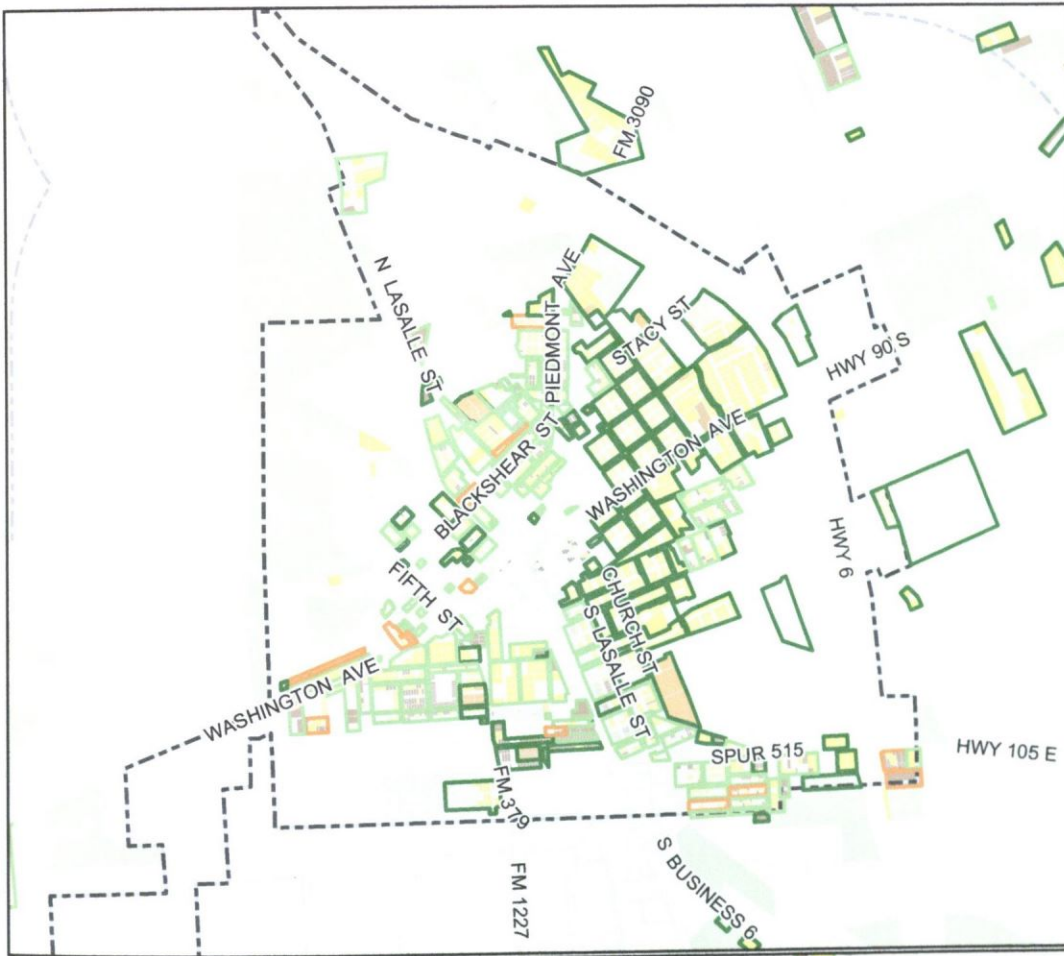 FM 3090
N LASALLE ST
PIEDMONT AVE
STACY ST
HWY 90 S
BLACKSHEAR ST
WASHINGTON AVE
HWY 6
FIFTH ST
CHURCH ST
S LASALLE ST
WASHINGTON AVE
SPUR 515
HWY 105 E
FM 379
FM 1227
S BUSINESS 6